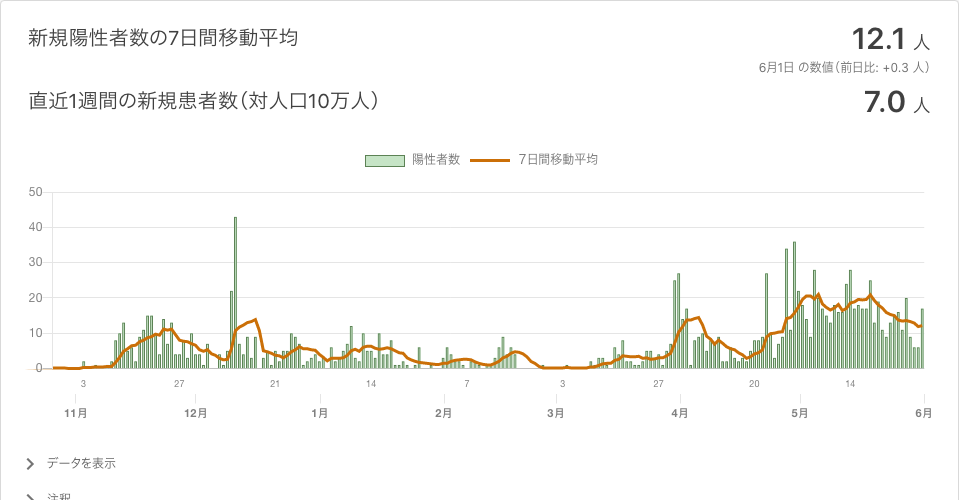 新規陽性者数の7日間移動平均
12.1 人
6月1日 の数値（前日比: +0.3 人）
直近1週間の新規患者数（対人口10万人）
7.0 人
陽性者数 7日間移動平均
50
40
30
20
10
0
3 27 21 14 7 3 27 20 14
11月 12月 1月 2月 3月 4月 5月 6月
データを表示
注釈